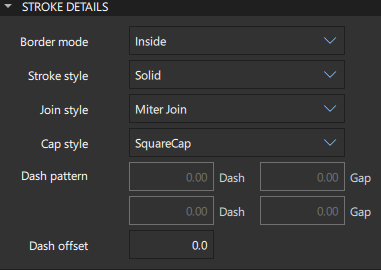 STROKE DETAILS
Border mode Inside
Stroke style Solid
Join style Miter Join
Cap style SquareCap
Dash pattern 0.00 Dash 0.00 Gap
0.00 Dash 0.00 Gap
Dash offset 0.0